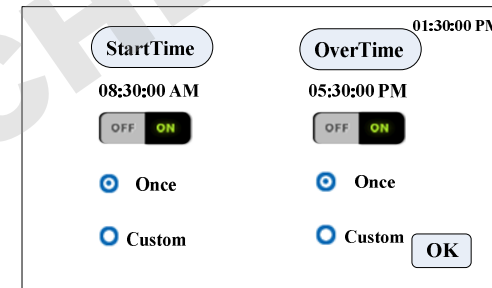 01:30:00 PM
StartTime OverTime
08:30:00 AM 05:30:00 PM
OFF ON OFF ON
Once Once
Custom Custom
OK